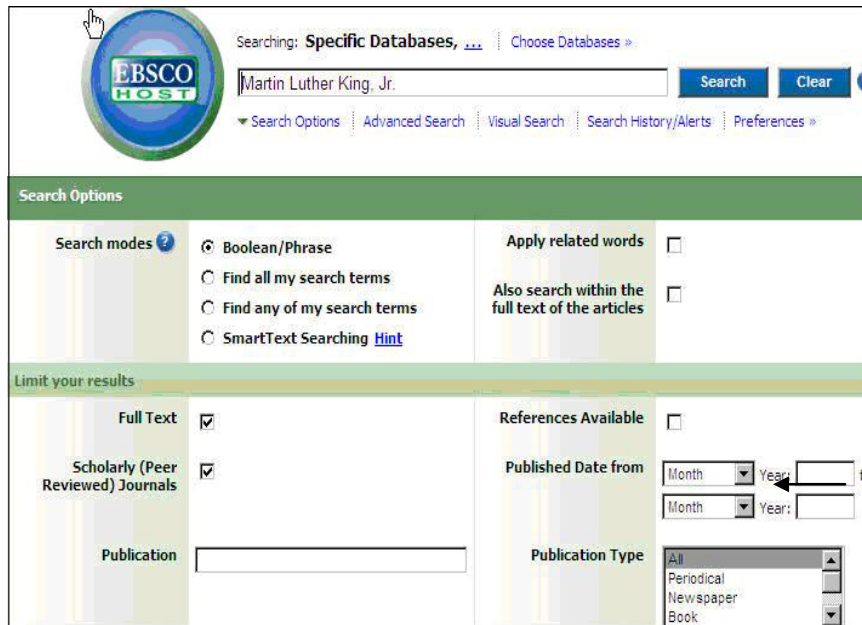 Searching: Specific Databases, ... Choose Databases »
EBSCO
HOST
Martin Luther King, Jr.
Search Clear
Search Options Advanced Search Visual Search Search History/Alerts Preferences »
Search Options
Search modes ?
Boolean/Phrase
Find all my search terms
Find any of my search terms
SmartText Searching Hint
Apply related words
Also search within the
full text of the articles
Limit your results
Full Text
References Available
Scholarly (Peer
Reviewed) Journals
Published Date from
Month Year:
Month Year:
Publication
Publication Type
All
Periodical
Newspaper
Book